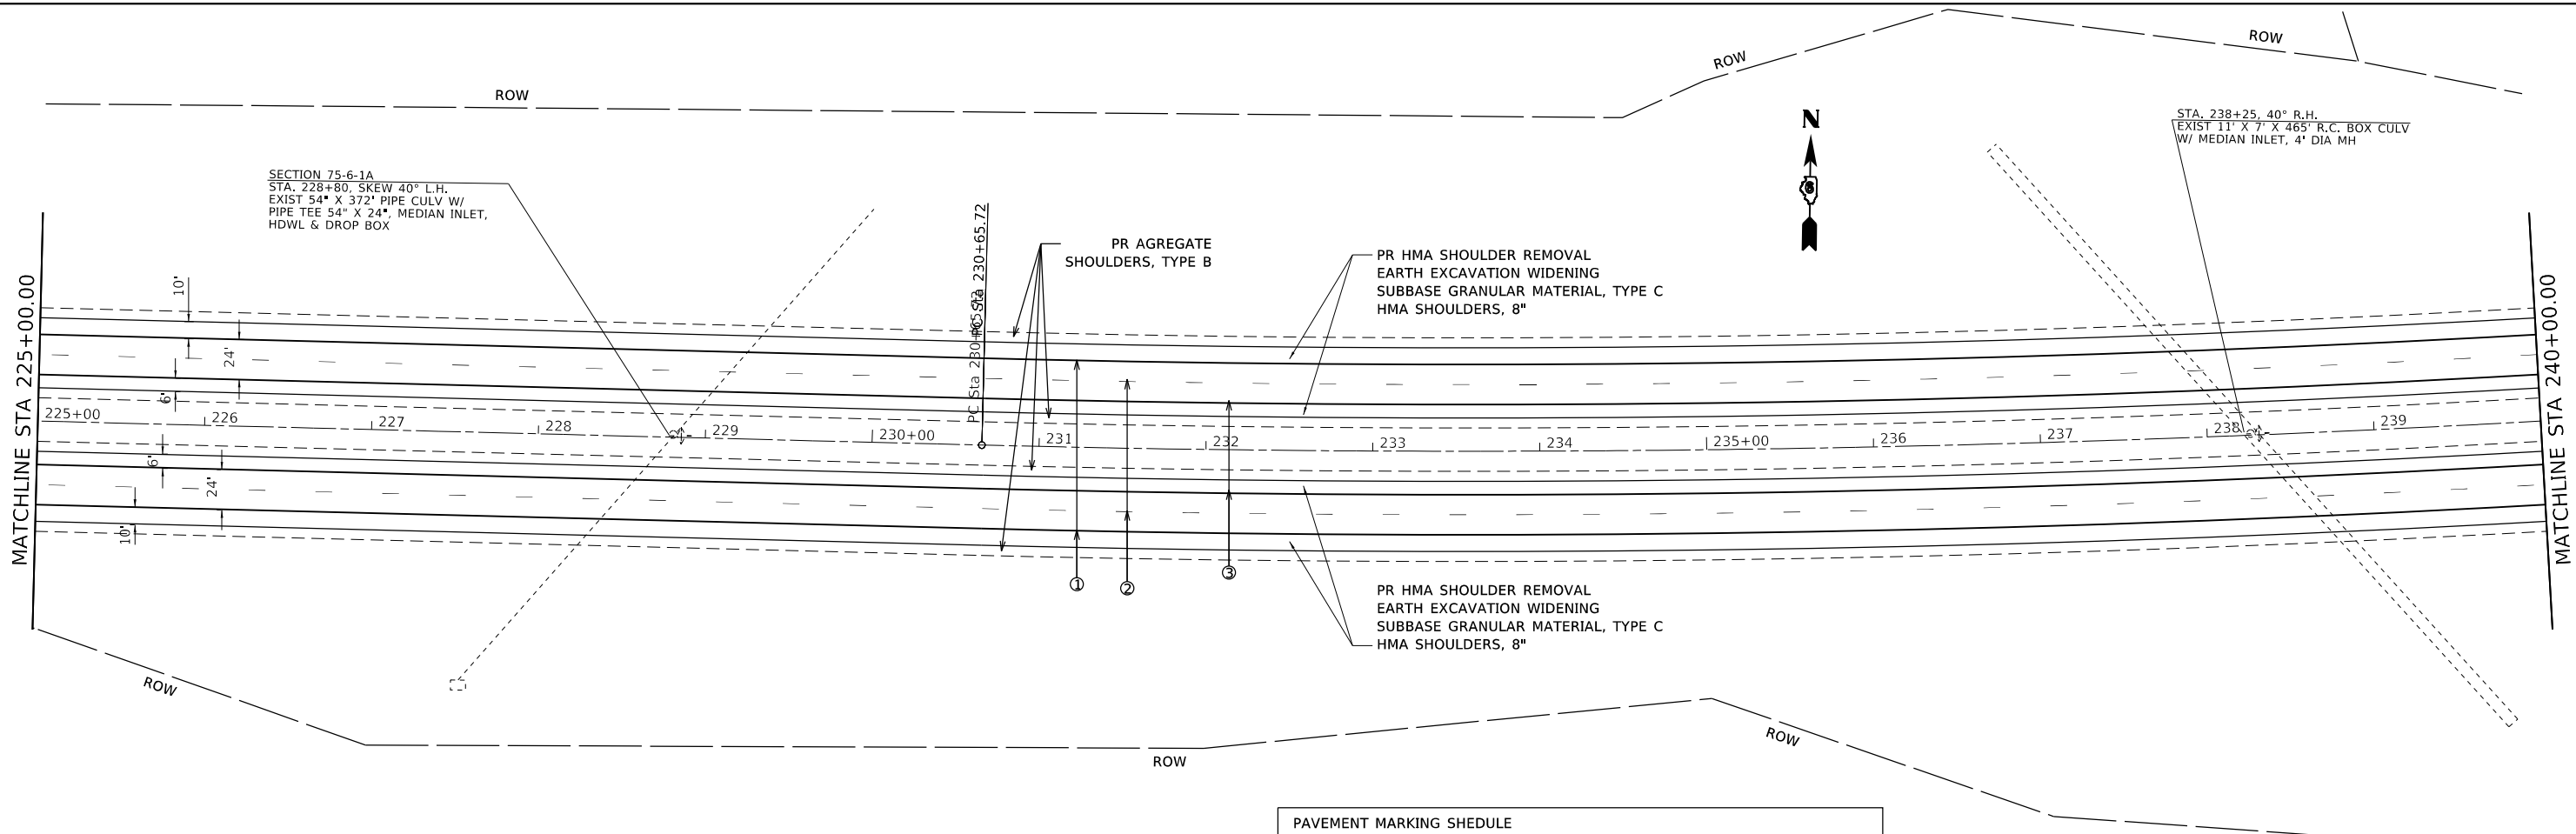 ROW
ROW
ROW
N
6
STA. 238+25, 40° R.H.
EXIST 11' X 7' X 465' R.C. BOX CULV
W/ MEDIAN INLET, 4' DIA MH
SECTION 75-6-1A
STA. 228+80, SKEW 40° L.H.
EXIST 54" X 372' PIPE CULV W/
PIPE TEE 54" X 24", MEDIAN INLET,
HDWL & DROP BOX
PC Sta 230+65.72
PC Sta 230+65.72
PR AGREGATE
SHOULDERS, TYPE B
PR HMA SHOULDER REMOVAL
EARTH EXCAVATION WIDENING
SUBBASE GRANULAR MATERIAL, TYPE C
HMA SHOULDERS, 8"
MATCHLINE STA 225+00.00
MATCHLINE STA 240+00.00
10'
24'
6'
225+00
226
227
228
229
230+00
231
232
233
234
235+00
236
237
238
239
6'
24'
10'
1
2
3
PR HMA SHOULDER REMOVAL
EARTH EXCAVATION WIDENING
SUBBASE GRANULAR MATERIAL, TYPE C
HMA SHOULDERS, 8"
ROW
ROW
ROW
PAVEMENT MARKING SHEDULE